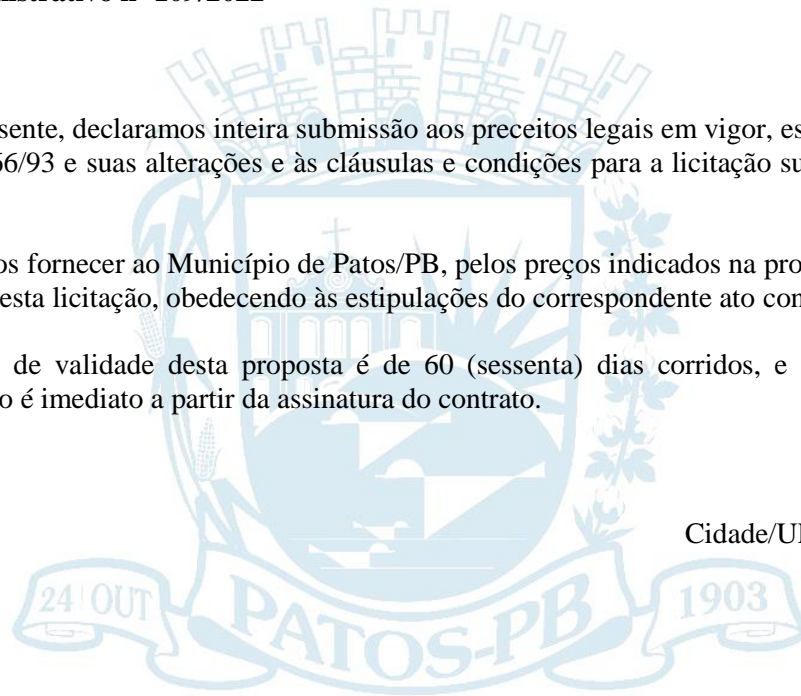 sente, declaramos inteira submissão aos preceitos legais em vigor, es
66/93 e suas alterações e às cláusulas e condições para a licitação su
os fornecer ao Município de Patos/PB, pelos preços indicados na pro
esta licitação, obedecendo às estipulações do correspondente ato con
de validade desta proposta é de 60 (sessenta) dias corridos, e
o é imediato a partir da assinatura do contrato.
Cidade/U
24 OUT
PATOS-PB
1903